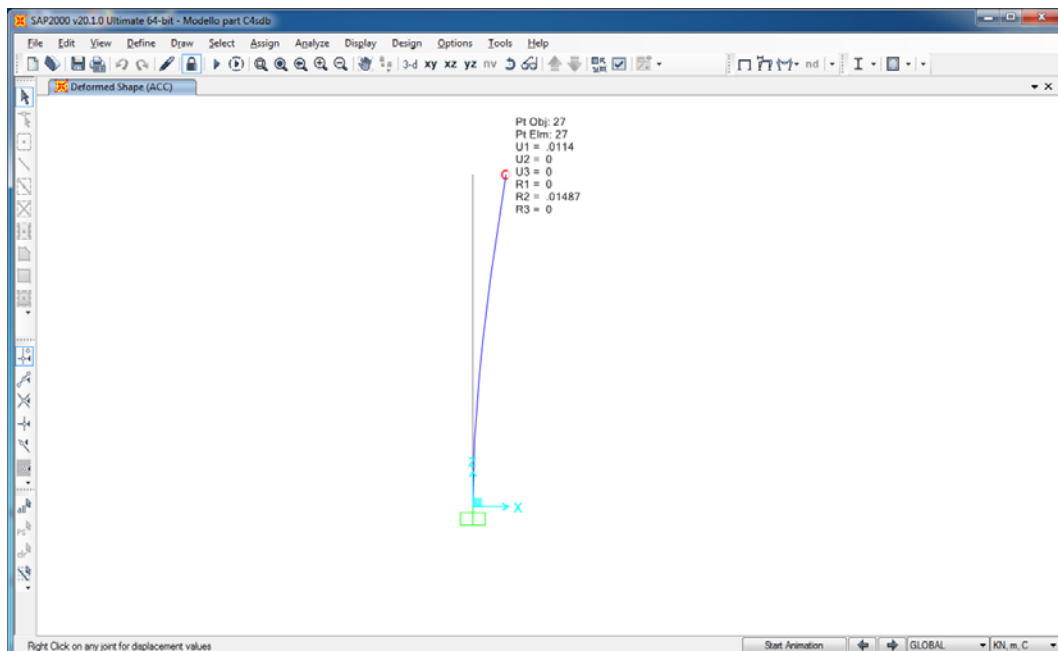 SAP2000 v20.1.0 Ultimate 64-bit - Modello part C4sdb
File Edit View Define Draw Select Assign Analyze Display Design Options Tools Help
3-d xy xz yz nv nd
Deformed Shape (ACC)
Pt Obj: 27
Pt Elm: 27
U1 = .0114
U2 = 0
U3 = 0
R1 = 0
R2 = .01487
R3 = 0
Z
X
all
PS
clr
Right Click on any joint for displacement values
Start Animation
GLOBAL
KN, m, C